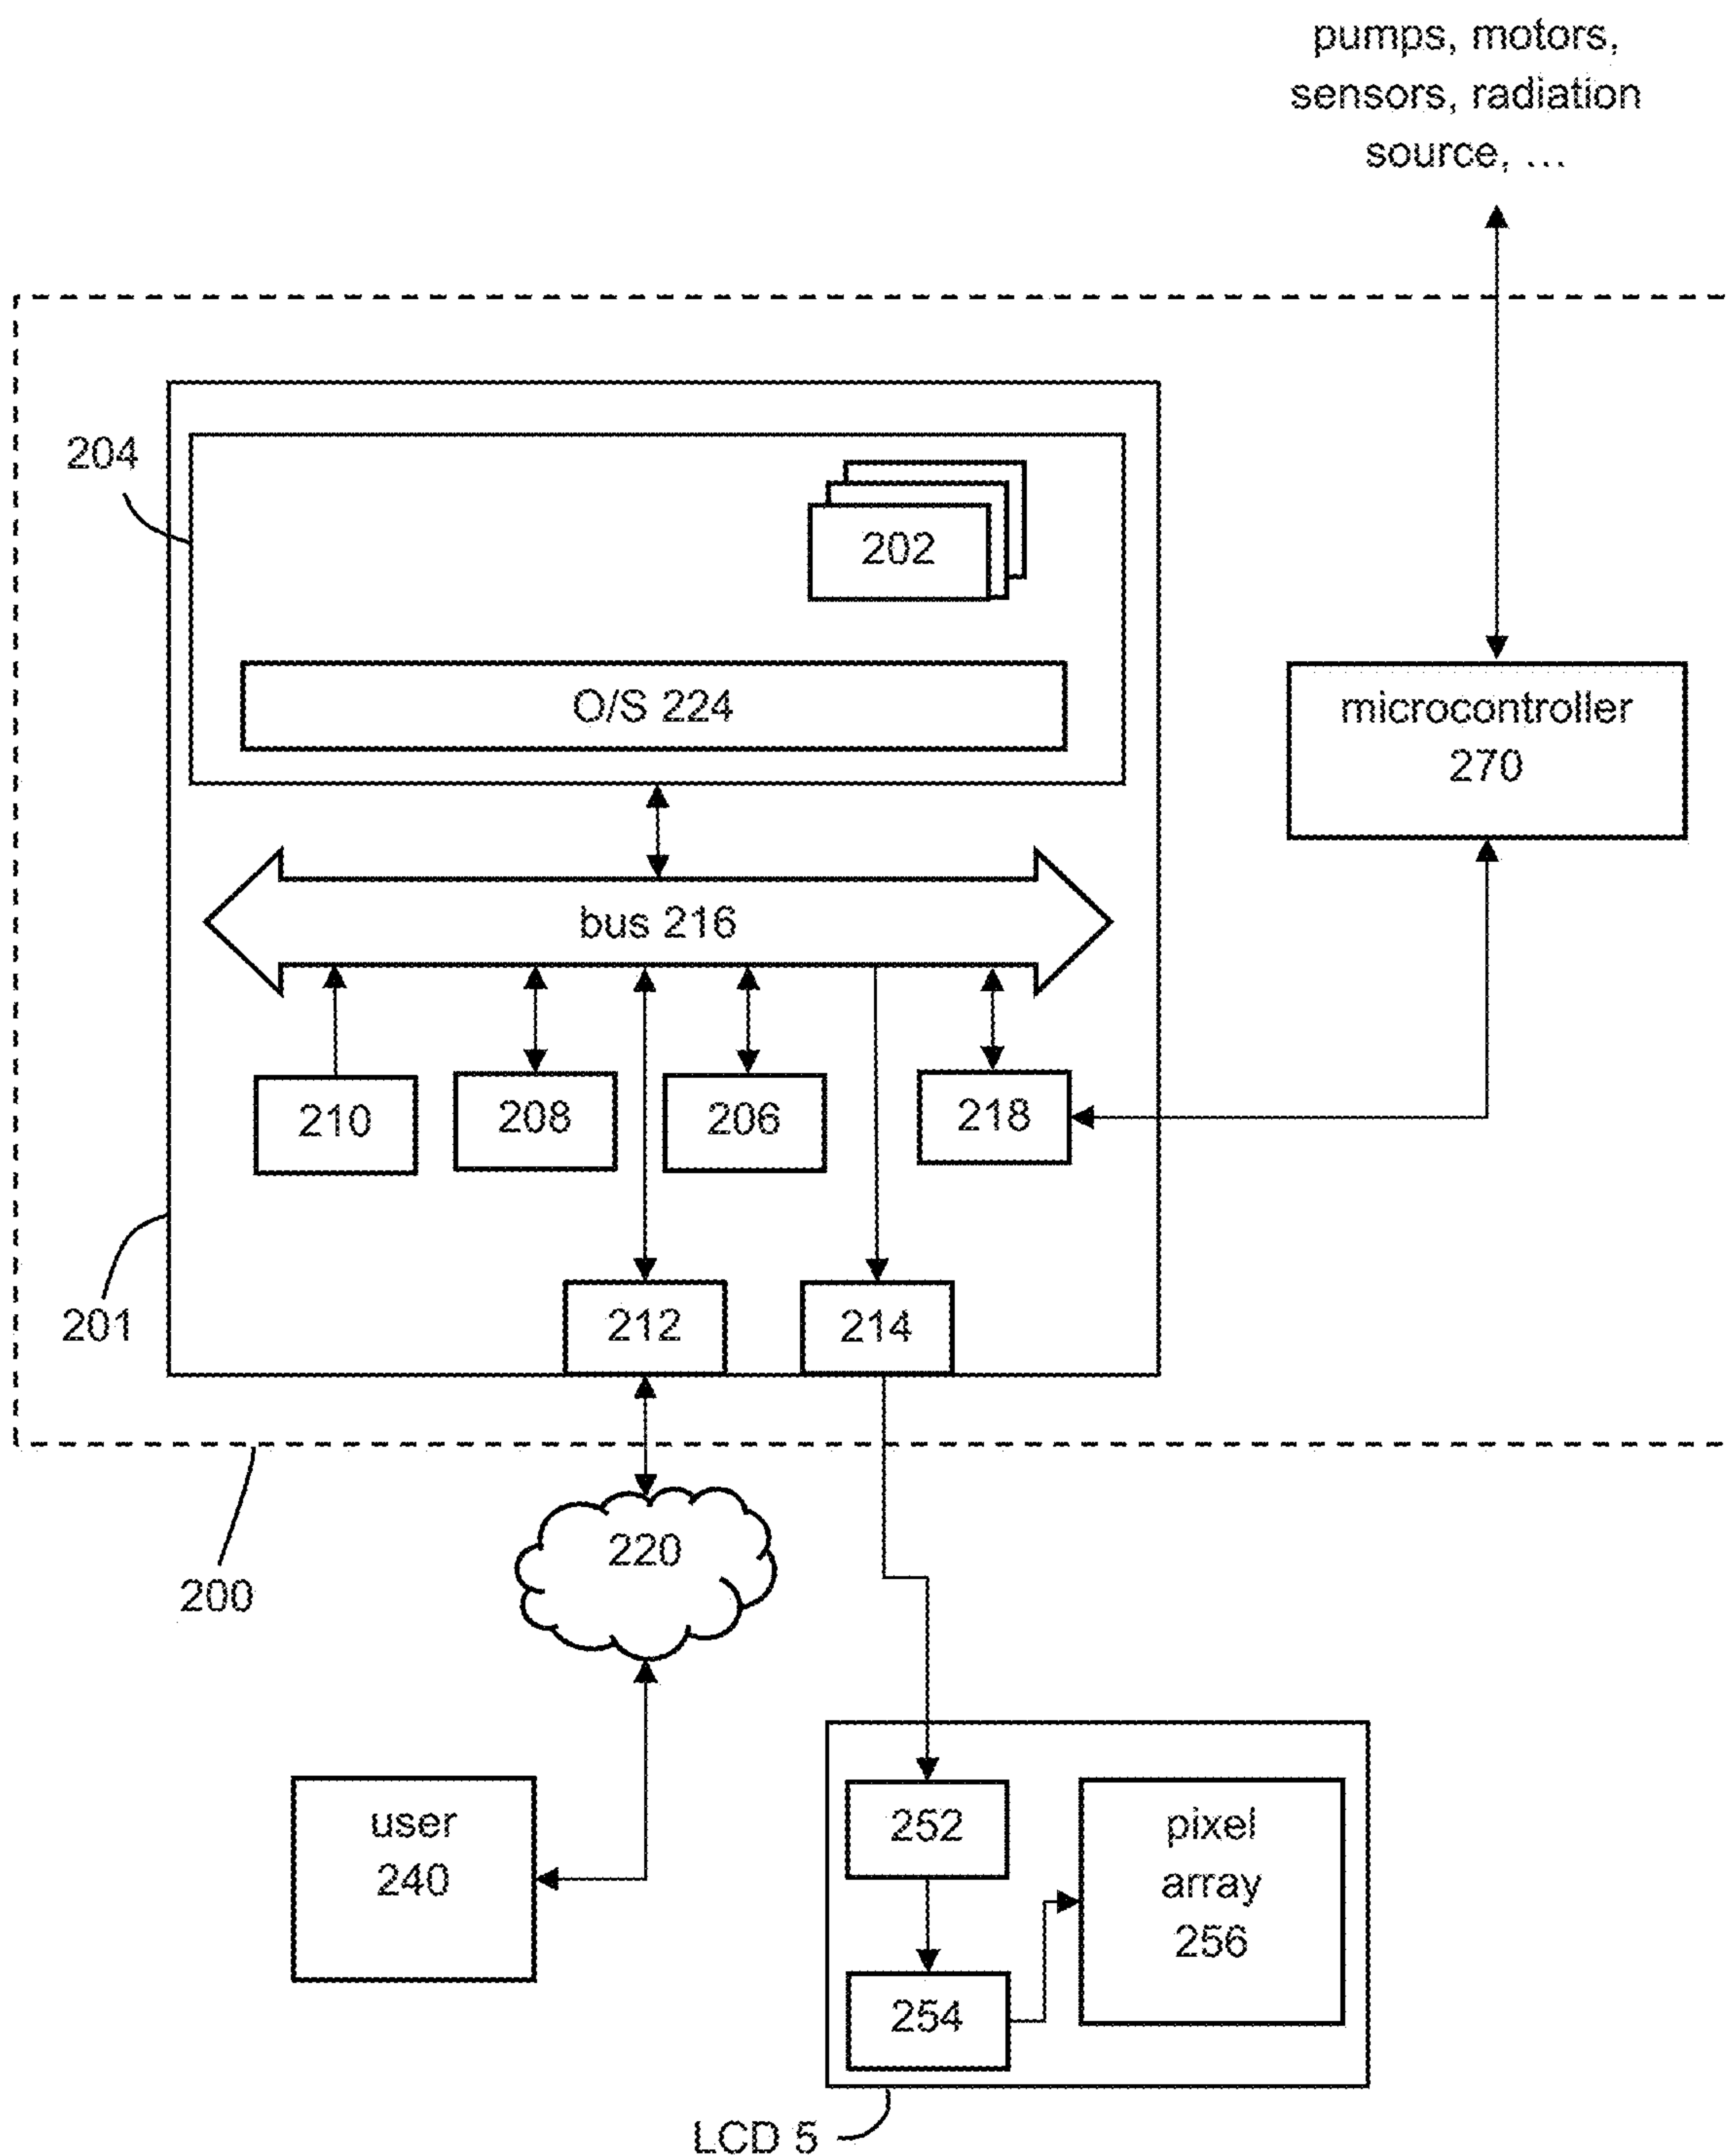 pumps, motors,
sensors, radiation
source, ...
204
202
O/S 224
microcontroller
270
bus 216
210
208
206
218
201
212
214
200
220
user
240
252
pixel
array
256
254
LCD 5